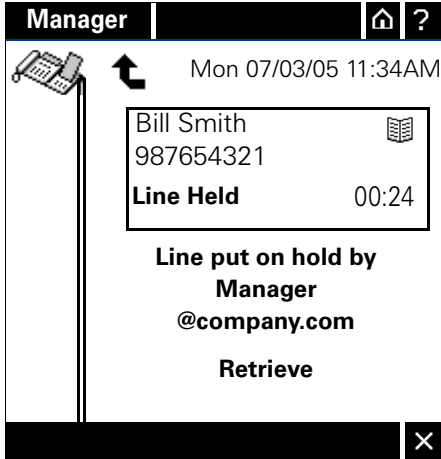 Manager ?
Mon 07/03/05 11:34AM
Bill Smith
987654321
Line Held 00:24
Line put on hold by
Manager
@company.com
Retrieve